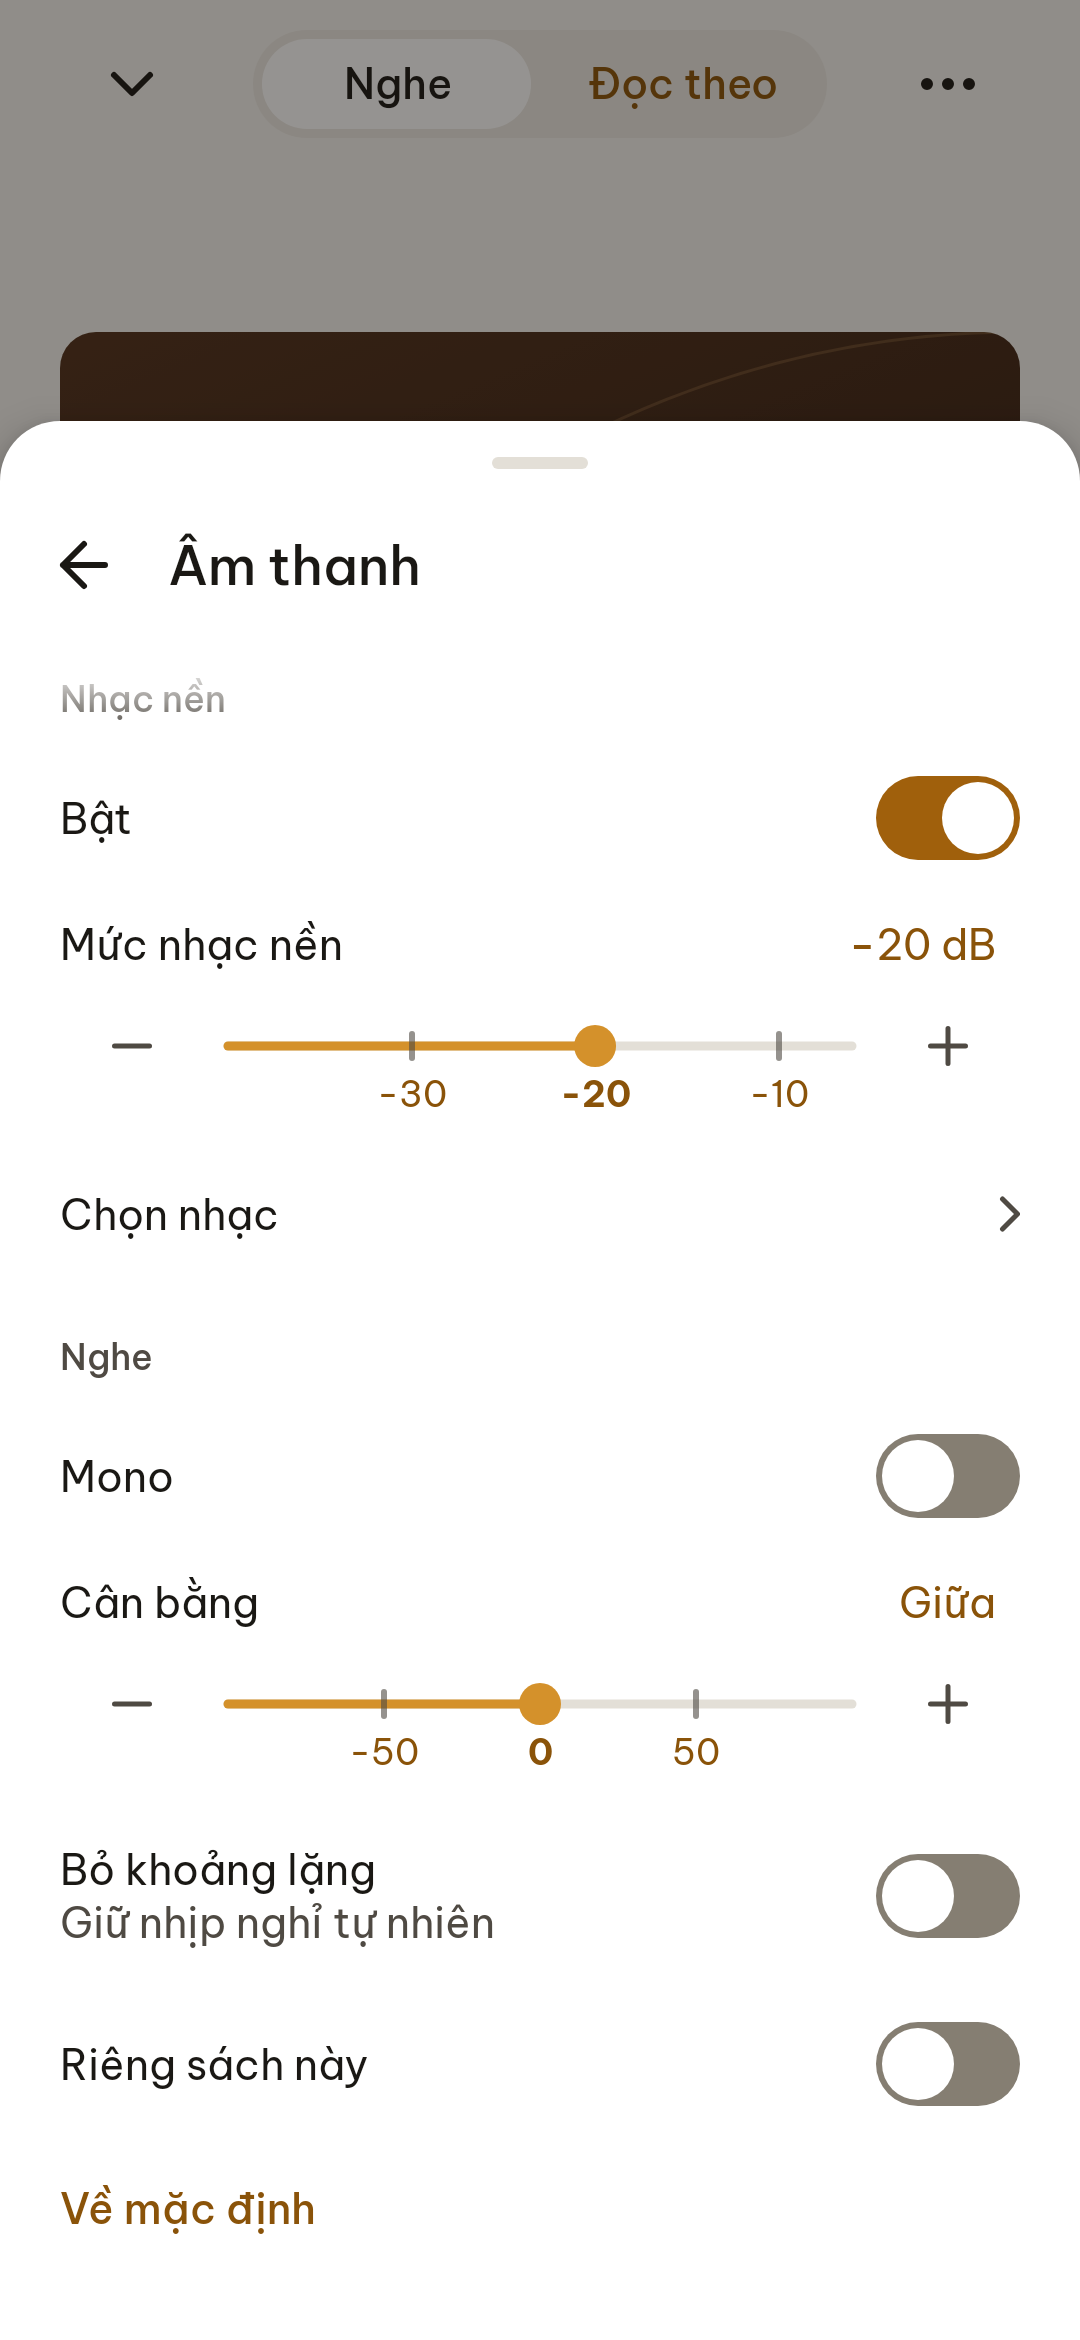 Nghe
Đọc theo
Âm thanh
Nhạc nền
Bật
Mức nhạc nền
-20 dB
-30
-20
-10
Chọn nhạc
Nghe
Mono
Cân bằng
Giữa
-50
0
50
Bỏ khoảng lặng
Giữ nhịp nghỉ tự nhiên
Riêng sách này
Về mặc định